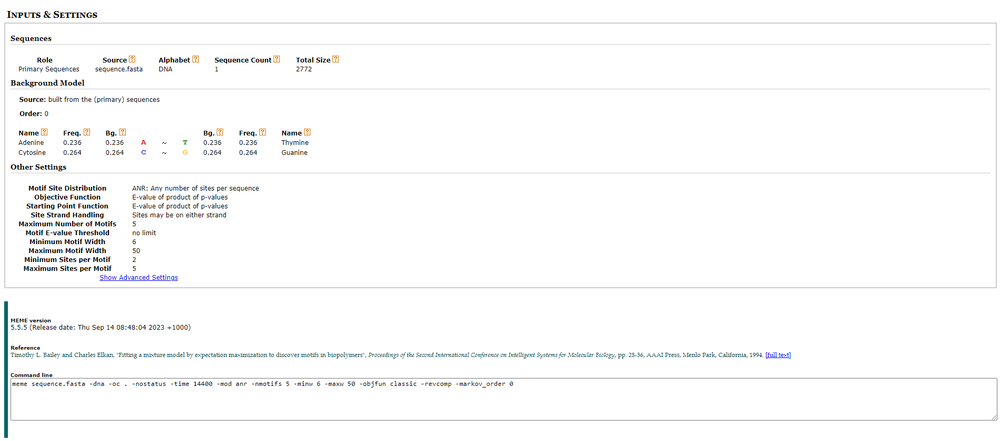 INPUTS & SETTINGS
Sequences
Role Source ? Alphabet ? Sequence Count ? Total Size ?
Primary Sequences sequence.fasta DNA 1 2772
Background Model
Source: built from the (primary) sequences
Order: 0
Name ? Freq. ? Bg. ? Bg. ? Freq. ? Name ?
Adenine 0.236 0.236 A ~ T 0.236 0.236 Thymine
Cytosine 0.264 0.264 C ~ G 0.264 0.264 Guanine
Other Settings
Motif Site Distribution ANR: Any number of sites per sequence
Objective Function E-value of product of p-values
Starting Point Function E-value of product of p-values
Site Strand Handling Sites may be on either strand
Maximum Number of Motifs 5
Motif E-value Threshold no limit
Minimum Motif Width 6
Maximum Motif Width 50
Minimum Sites per Motif 2
Maximum Sites per Motif 5
Show Advanced Settings
MEME version
5.5.5 (Release date: Thu Sep 14 08:48:04 2023 +1000)
Reference
Timothy L. Bailey and Charles Elkan, "Fitting a mixture model by expectation maximization to discover motifs in biopolymers", Proceedings of the Second International Conference on Intelligent Systems for Molecular Biology, pp. 28-36, AAAI Press, Menlo Park, California, 1994. [full text]
Command line
meme sequence.fasta -dna -oc . -nostatus -time 14400 -mod anr -nmotifs 5 -minw 6 -maxw 50 -objfun classic -revcomp -markov_order 0